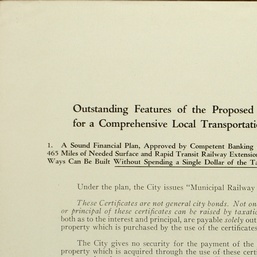 Outstanding Features of the Proposed
for a Comprehensive Local Transportati
1. A Sound Financial Plan, Approved by Competent Banking
465 Miles of Needed Surface and Rapid Transit Railway Extension
Ways Can Be Built Without Spending a Single Dollar of the Ta
Under the plan, the City issues "Municipal Railway
These Certificates are not general city bonds. Not on
or principal of these certificates can be raised by taxati
both as to the interest and principal, are payable solely out
property which is purchased by the use of the certificates
The City gives no security for the payment of the
property which is acquired through the use of these cert